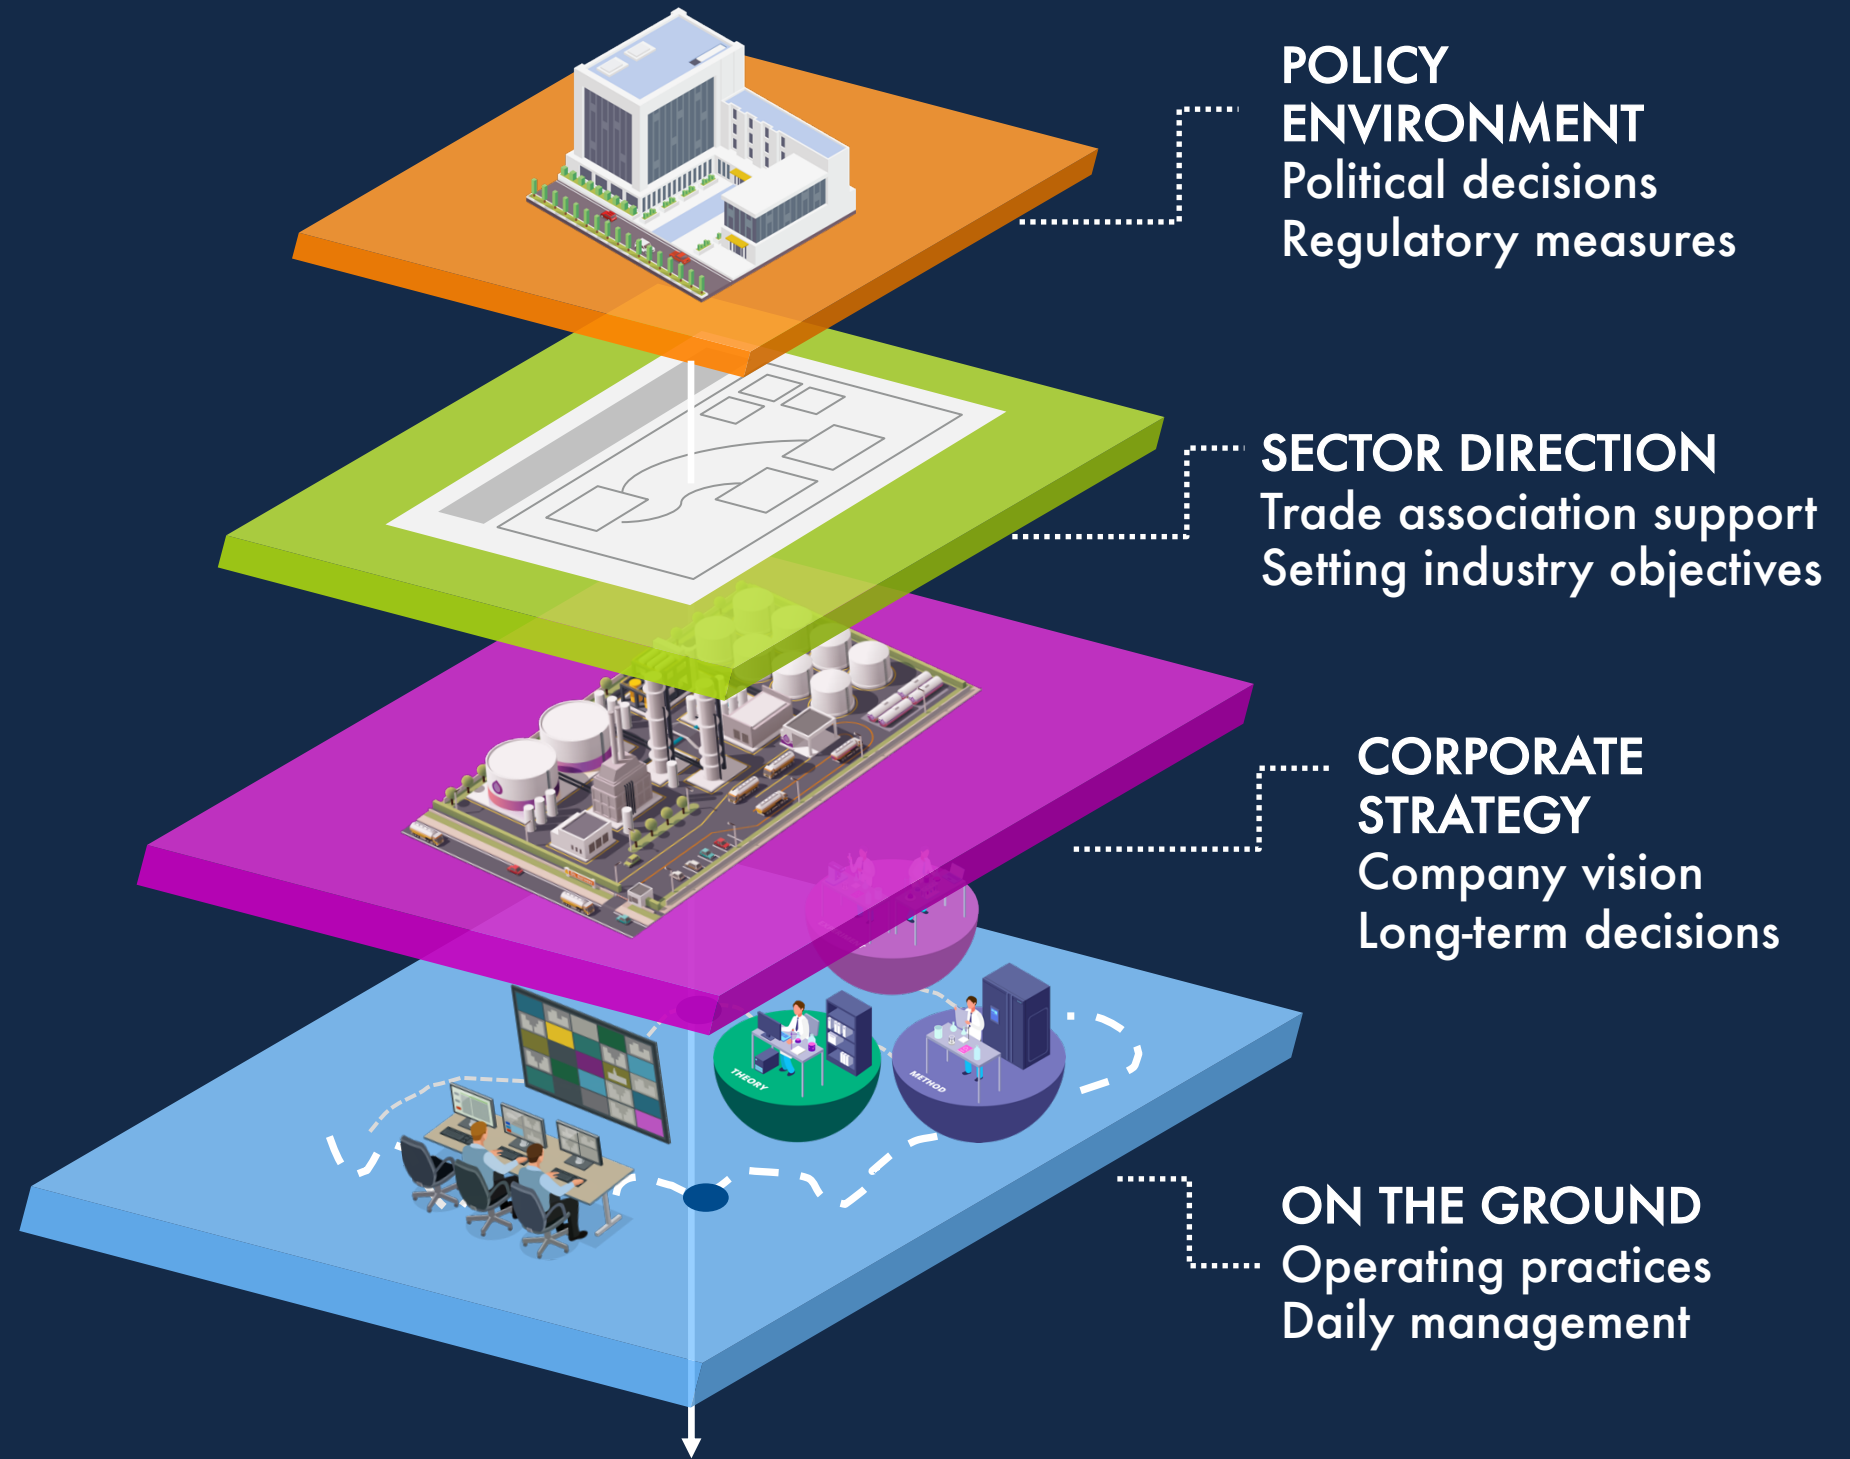 POLICY
ENVIRONMENT
Political decisions
Regulatory measures
SECTOR DIRECTION
Trade association support
Setting industry objectives
CORPORATE
STRATEGY
Company vision
Long-term decisions
THEORY
METHOD
ON THE GROUND
Operating practices
Daily management